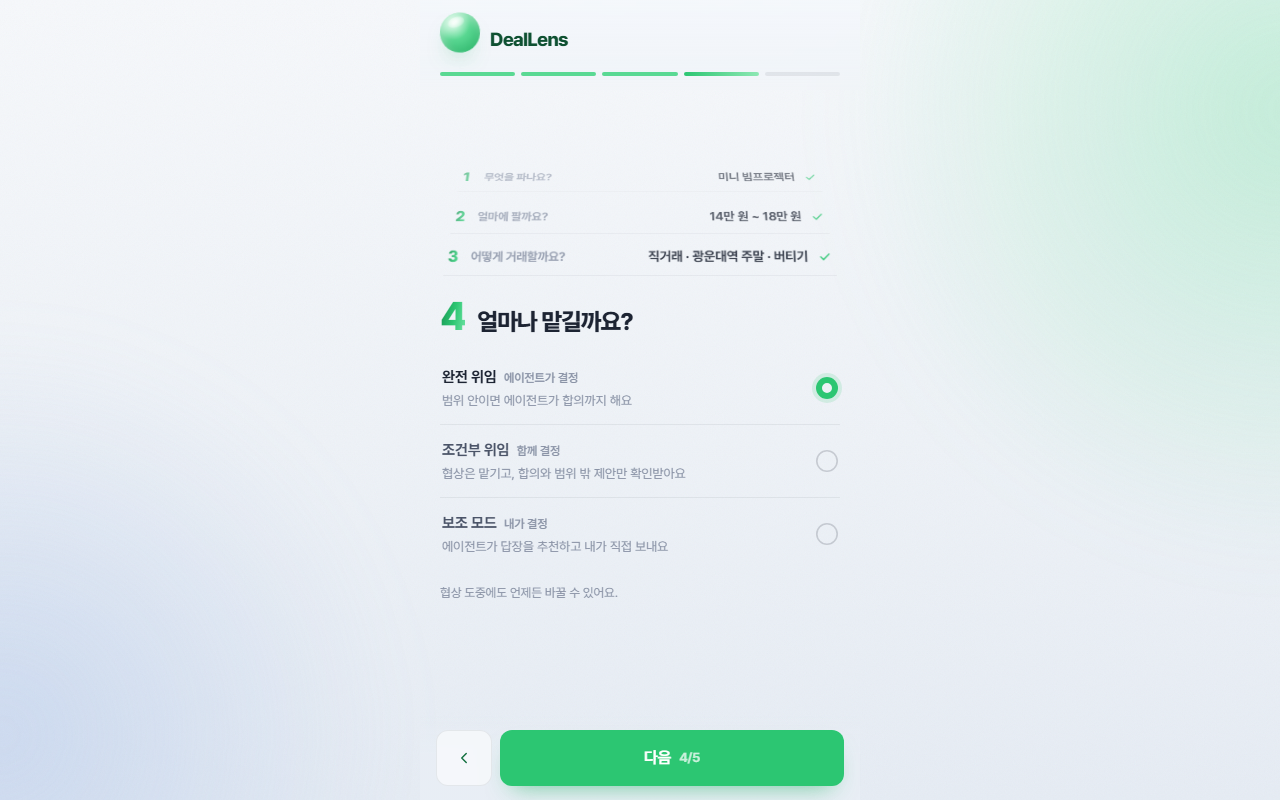 DealLens
1 무엇을 파나요? 미니 빔프로젝터
2 얼마에 팔까요? 14만 원 ~ 18만 원
3 어떻게 거래할까요? 직거래 · 광운대역 주말 · 버티기
4 얼마나 맡길까요?
완전 위임 에이전트가 결정
범위 안이면 에이전트가 합의까지 해요
조건부 위임 함께 결정
협상은 맡기고, 합의와 범위 밖 제안만 확인받아요
보조 모드 내가 결정
에이전트가 답장을 추천하고 내가 직접 보내요
협상 도중에도 언제든 바꿀 수 있어요.
다음 4/5